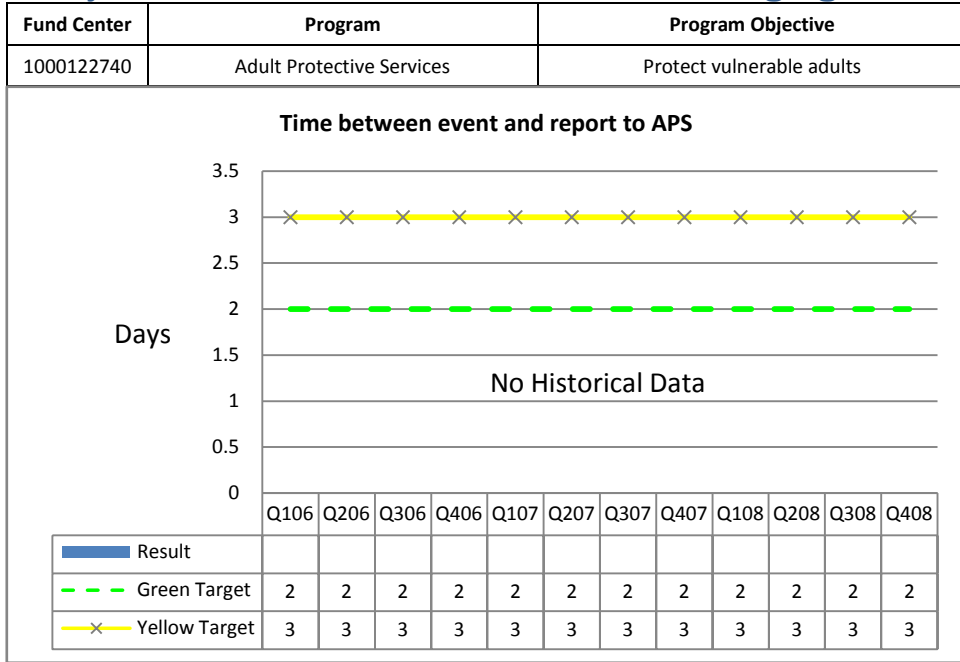 Fund Center Program Program Objective
1000122740 Adult Protective Services Protect vulnerable adults
Time between event and report to APS
3.5
3
2.5
2
Days
1.5
No Historical Data
1
0.5
0
Q106 Q206 Q306 Q406 Q107 Q207 Q307 Q407 Q108 Q208 Q308 Q408
Result
Green Target 2 2 2 2 2 2 2 2 2 2 2 2
Yellow Target 3 3 3 3 3 3 3 3 3 3 3 3